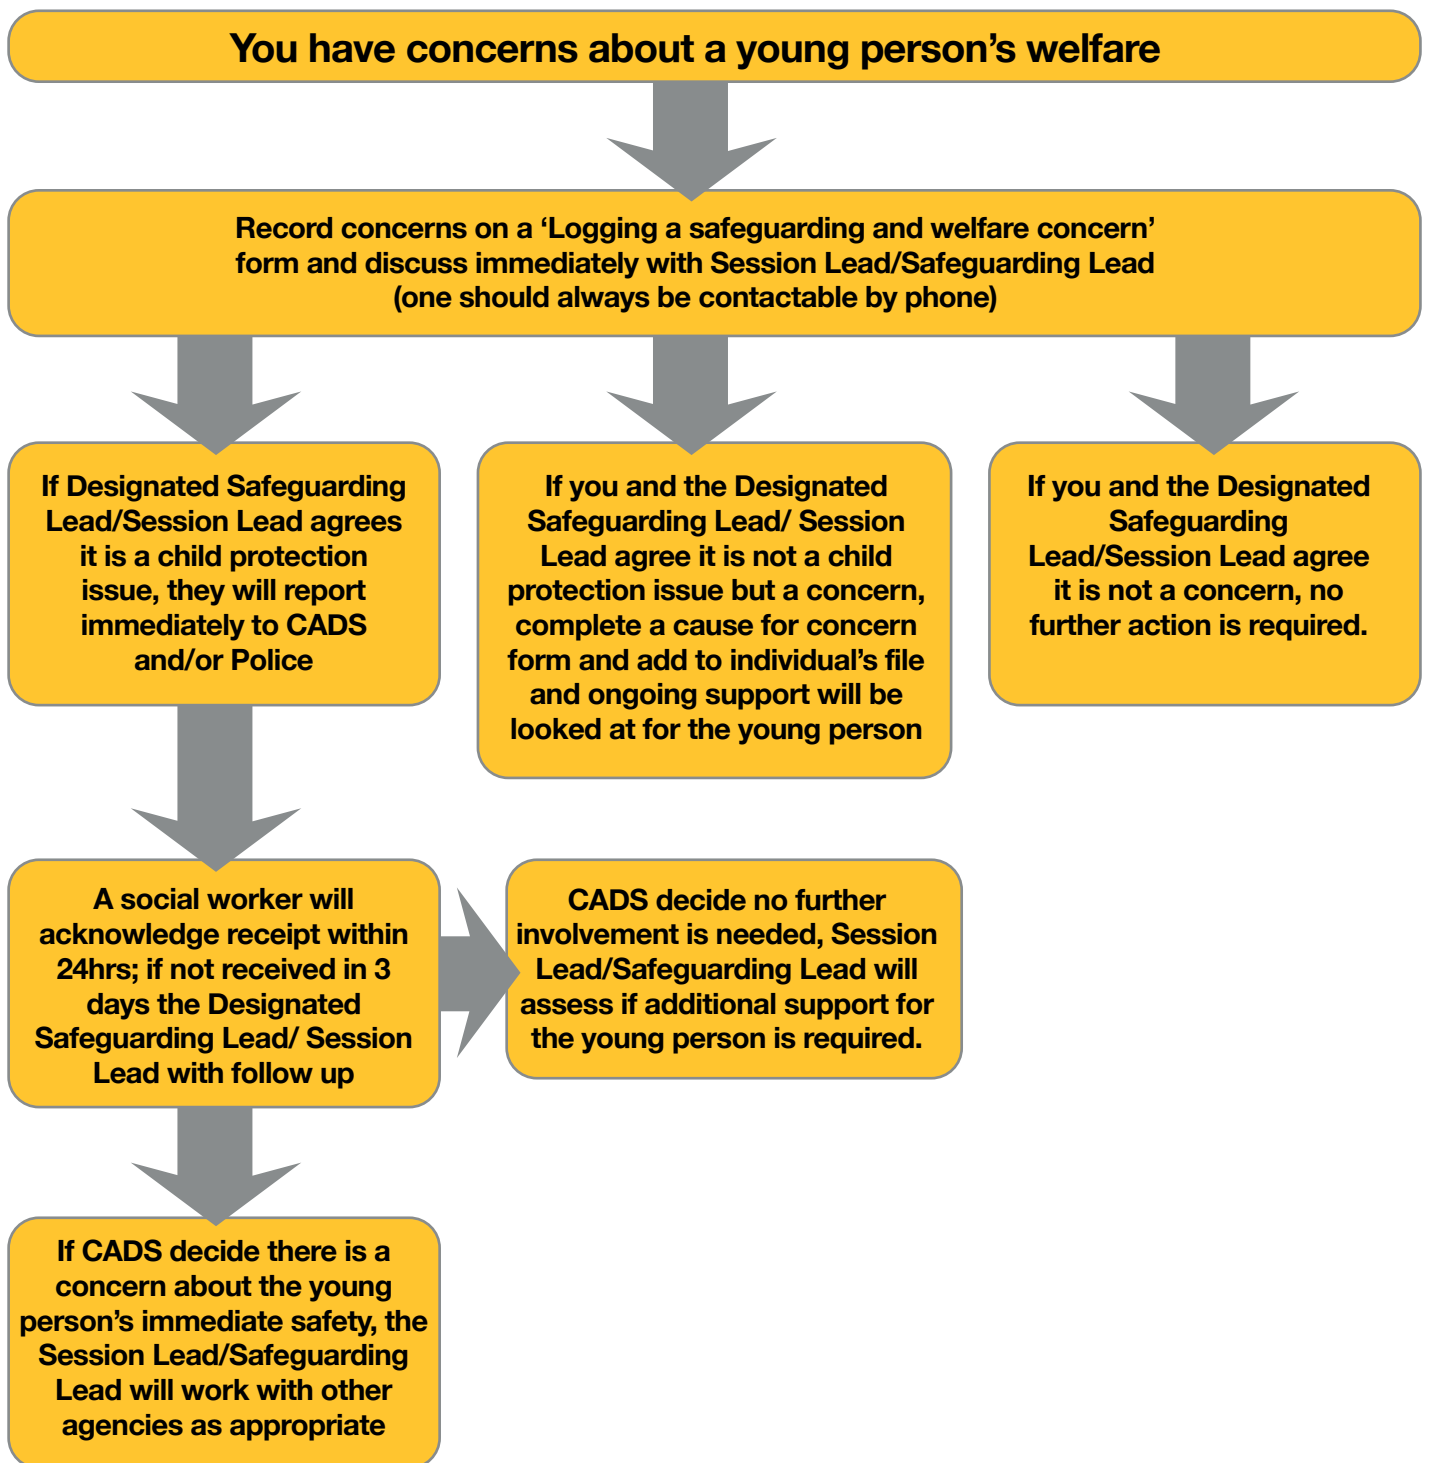 You have concerns about a young person’s welfare
Record concerns on a ‘Logging a safeguarding and welfare concern’
form and discuss immediately with Session Lead/Safeguarding Lead
(one should always be contactable by phone)
If Designated Safeguarding
Lead/Session Lead agrees
it is a child protection
issue, they will report
immediately to CADS
and/or Police
If you and the Designated
Safeguarding Lead/ Session
Lead agree it is not a child
protection issue but a concern,
complete a cause for concern
form and add to individual’s file
and ongoing support will be
looked at for the young person
If you and the Designated
Safeguarding
Lead/Session Lead agree
it is not a concern, no
further action is required.
A social worker will
acknowledge receipt within
24hrs; if not received in 3
days the Designated
Safeguarding Lead/ Session
Lead with follow up
CADS decide no further
involvement is needed, Session
Lead/Safeguarding Lead will
assess if additional support for
the young person is required.
If CADS decide there is a
concern about the young
person’s immediate safety, the
Session Lead/Safeguarding
Lead will work with other
agencies as appropriate